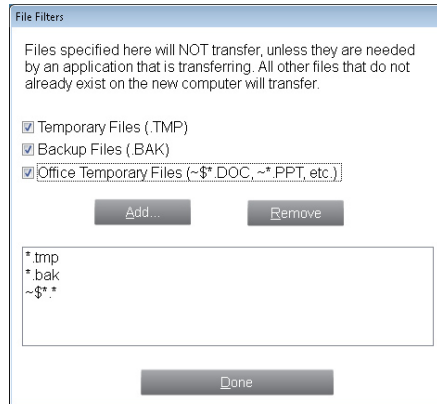 File Filters
Files specified here will NOT transfer, unless they are needed
by an application that is transferring. All other files that do not
already exist on the new computer will transfer.
Temporary Files (.TMP)
Backup Files (.BAK)
Office Temporary Files (~$*.DOC, ~*.PPT, etc.)
Add... Remove
*.tmp
*.bak
~$*.*
Done